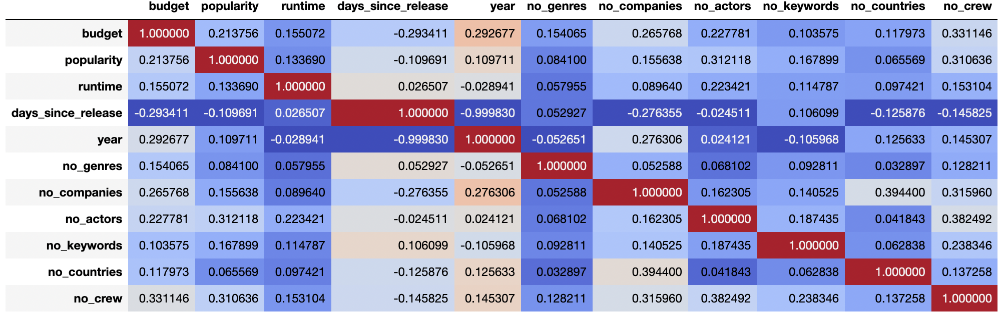 budget popularity runtime days_since_release year no_genres no_companies no_actors no_keywords no_countries no_crew
budget 1.000000 0.213756 0.155072 -0.293411 0.292677 0.154065 0.265768 0.227781 0.103575 0.117973 0.331146
popularity 0.213756 1.000000 0.133690 -0.109691 0.109711 0.084100 0.155638 0.312118 0.167899 0.065569 0.310636
runtime 0.155072 0.133690 1.000000 0.026507 -0.028941 0.057955 0.089640 0.223421 0.114787 0.097421 0.153104
days_since_release -0.293411 -0.109691 0.026507 1.000000 -0.999830 0.052927 -0.276355 -0.024511 0.106099 -0.125876 -0.145825
year 0.292677 0.109711 -0.028941 -0.999830 1.000000 -0.052651 0.276306 0.024121 -0.105968 0.125633 0.145307
no_genres 0.154065 0.084100 0.057955 0.052927 -0.052651 1.000000 0.052588 0.068102 0.092811 0.032897 0.128211
no_companies 0.265768 0.155638 0.089640 -0.276355 0.276306 0.052588 1.000000 0.162305 0.140525 0.394400 0.315960
no_actors 0.227781 0.312118 0.223421 -0.024511 0.024121 0.068102 0.162305 1.000000 0.187435 0.041843 0.382492
no_keywords 0.103575 0.167899 0.114787 0.106099 -0.105968 0.092811 0.140525 0.187435 1.000000 0.062838 0.238346
no_countries 0.117973 0.065569 0.097421 -0.125876 0.125633 0.032897 0.394400 0.041843 0.062838 1.000000 0.137258
no_crew 0.331146 0.310636 0.153104 -0.145825 0.145307 0.128211 0.315960 0.382492 0.238346 0.137258 1.000000